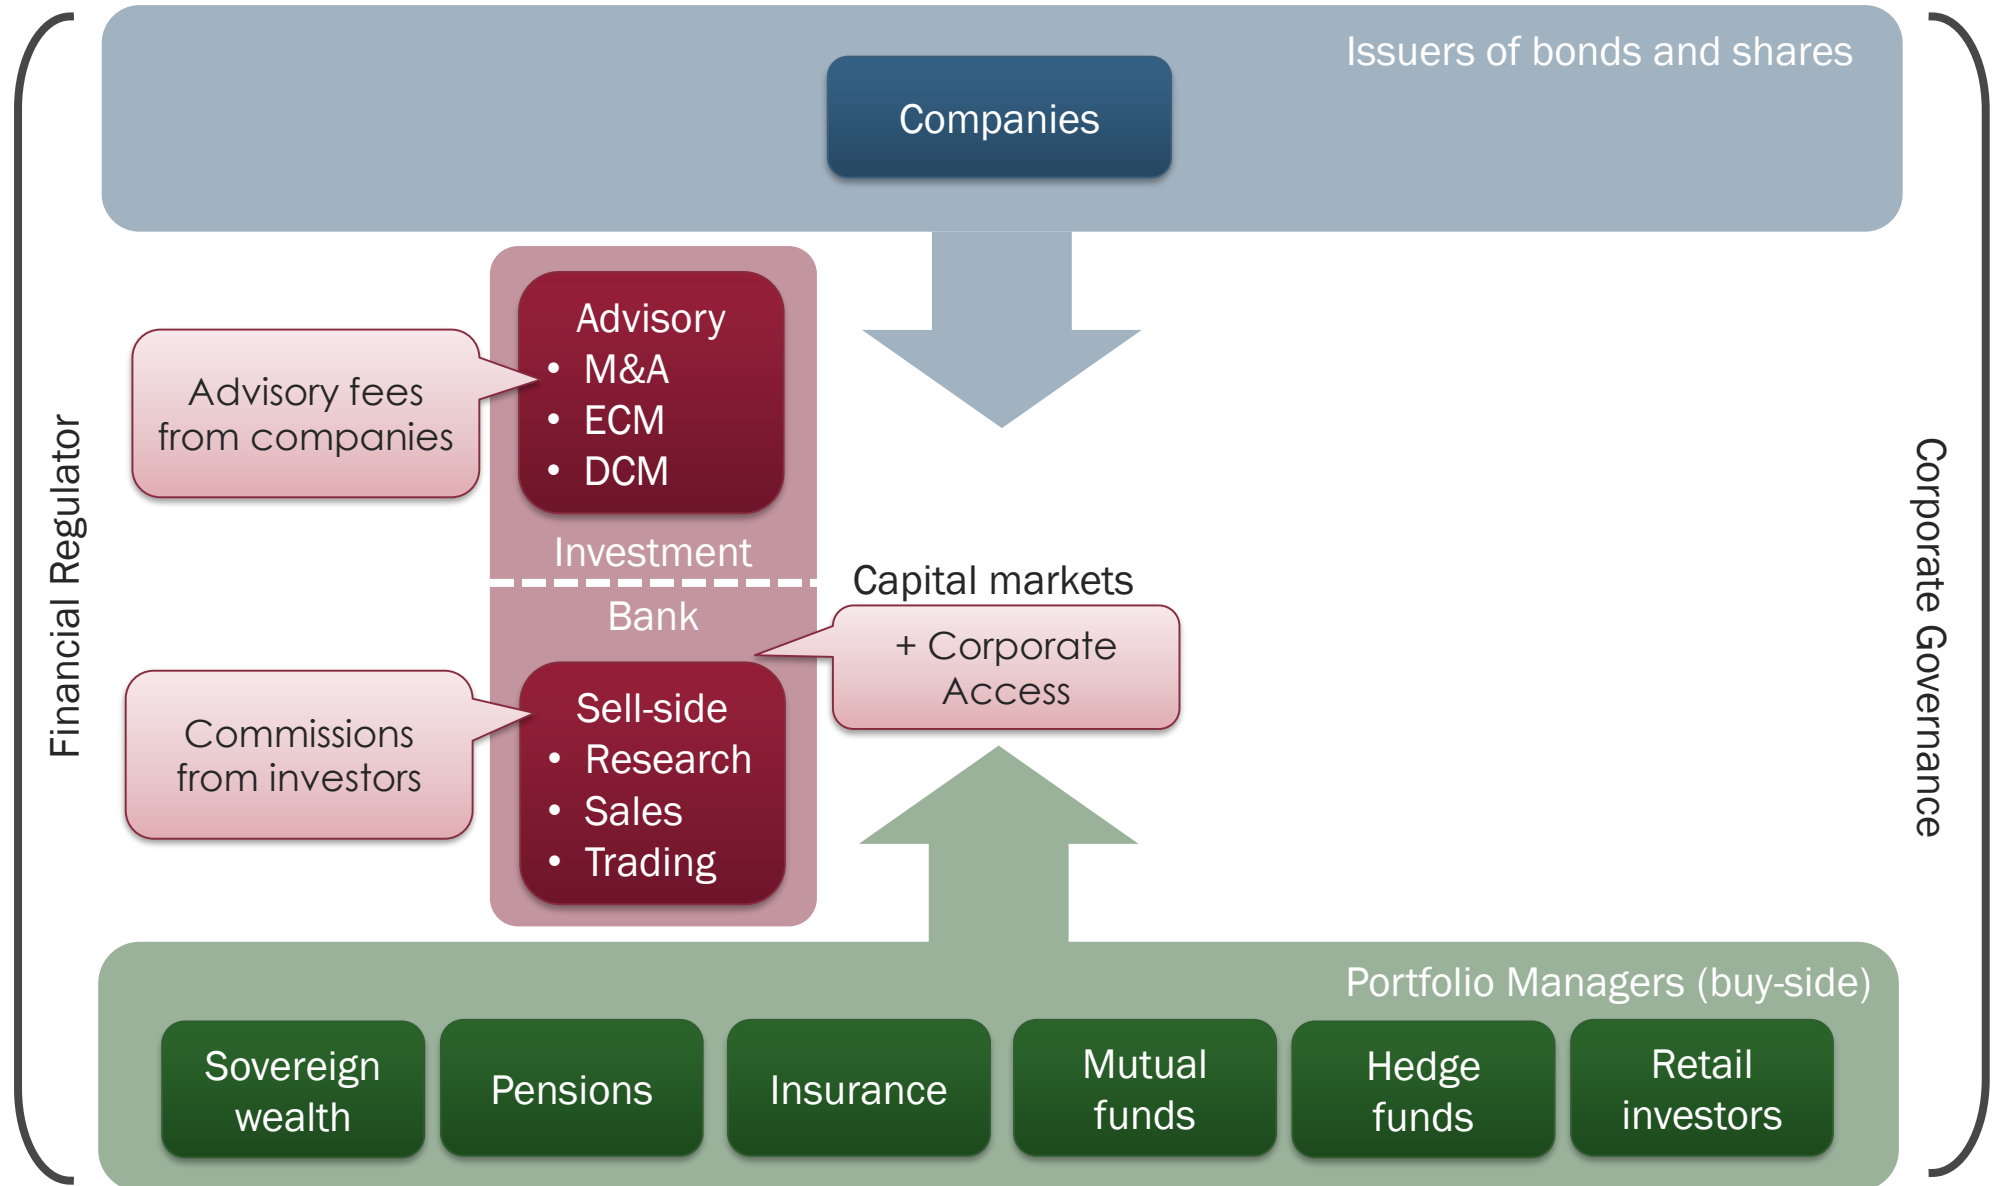 Issuers of bonds and shares
Companies
Financial Regulator
Advisory fees
from companies
Advisory
• M&A
• ECM
• DCM
Investment
Bank
Capital markets
+ Corporate
Access
Commissions
from investors
Sell-side
• Research
• Sales
• Trading
Corporate Governance
Portfolio Managers (buy-side)
Sovereign
wealth
Pensions
Insurance
Mutual
funds
Hedge
funds
Retail
investors